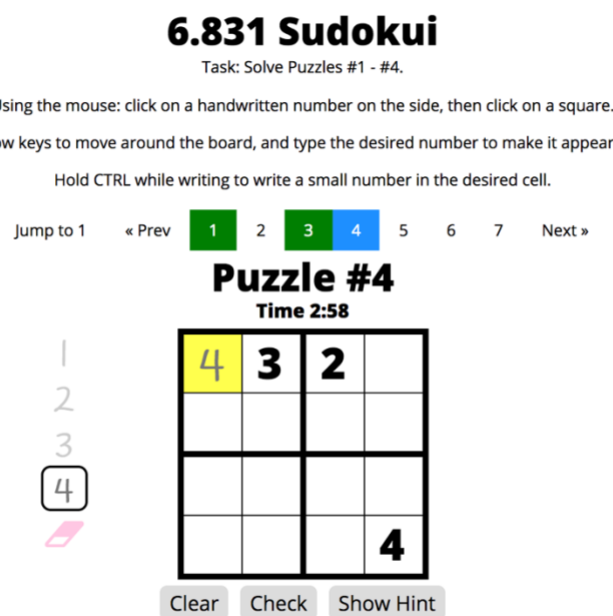 6.831 Sudokui
Task: Solve Puzzles #1 - #4.
sing the mouse: click on a handwritten number on the side, then click on a square.
w keys to move around the board, and type the desired number to make it appear
Hold CTRL while writing to write a small number in the desired cell.
Jump to 1 « Prev 1 2 3 4 5 6 7 Next »
Puzzle #4
Time 2:58
4 3 2
1
2
3
4
4
Clear Check Show Hint